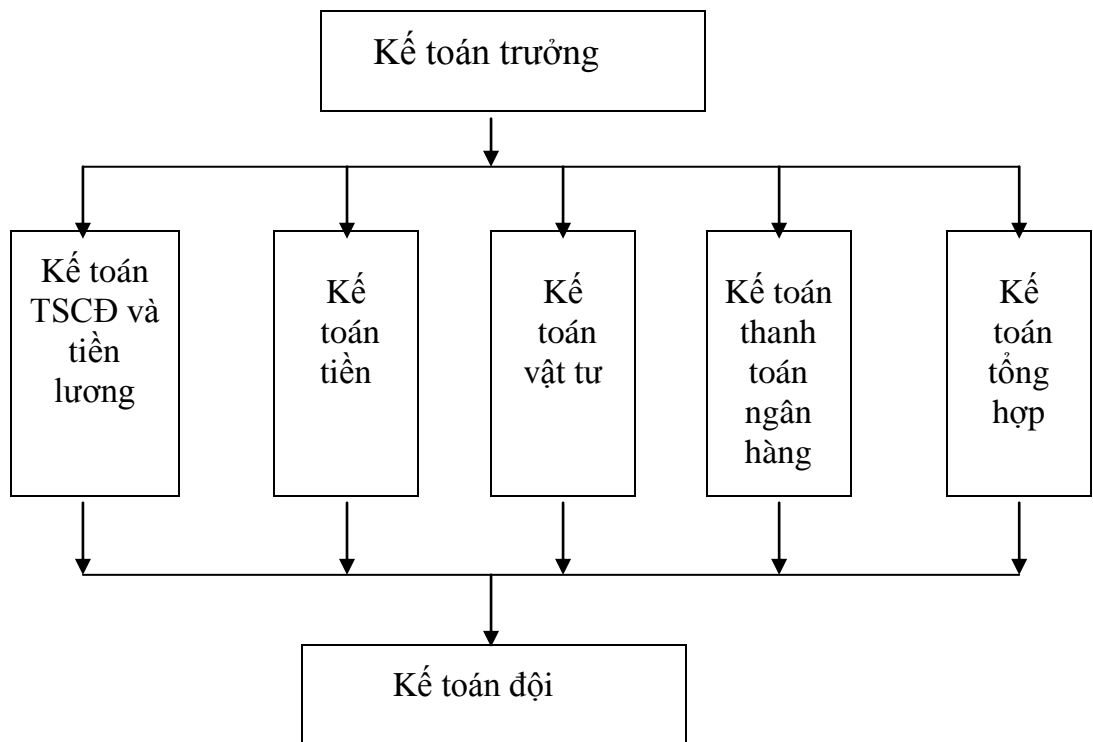 Kế toán trưởng
Kế toán
TSCĐ và
tiền
lương
Kế
toán
tiền
Kế
toán
vật tư
Kế toán
thanh
toán
ngân
hàng
Kế
toán
tổng
hợp
Kế toán đội